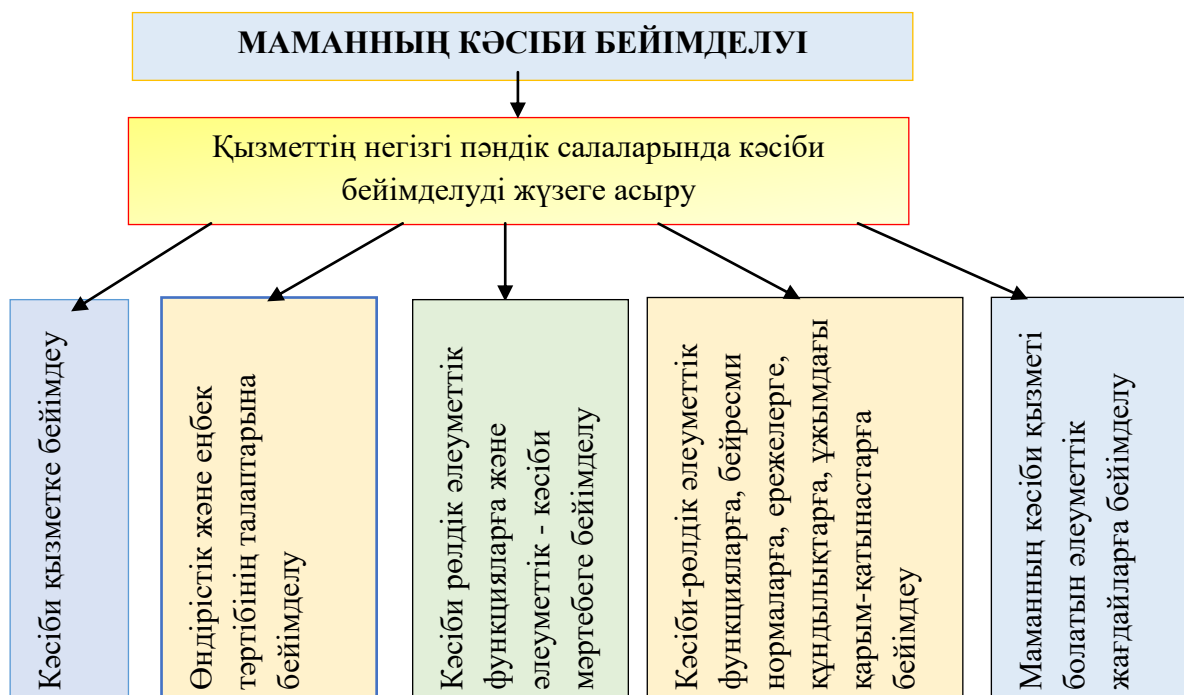 МАМАННЫҢ КӘСІБИ БЕЙІМДЕЛУІ
Қызметтің негізгі пәндік салаларында кәсіби
бейімделуді жүзеге асыру
Кәсіби қызметке бейімдеу
Өндірістік және еңбек
тәртібінің талаптарына
бейімделу
Кәсіби рөлдік әлеуметтік
функцияларға және
әлеуметтік - кәсіби
мәртебеге бейімделу
Кәсіби-рөлдік әлеуметтік
функцияларға, бейресми
нормаларға, ережелерге,
құндылықтарға, ұжымдағы
қарым-қатынастарға
бейімдеу
Маманның кәсіби қызметі
болатын әлеуметтік
жағдайларға бейімделу